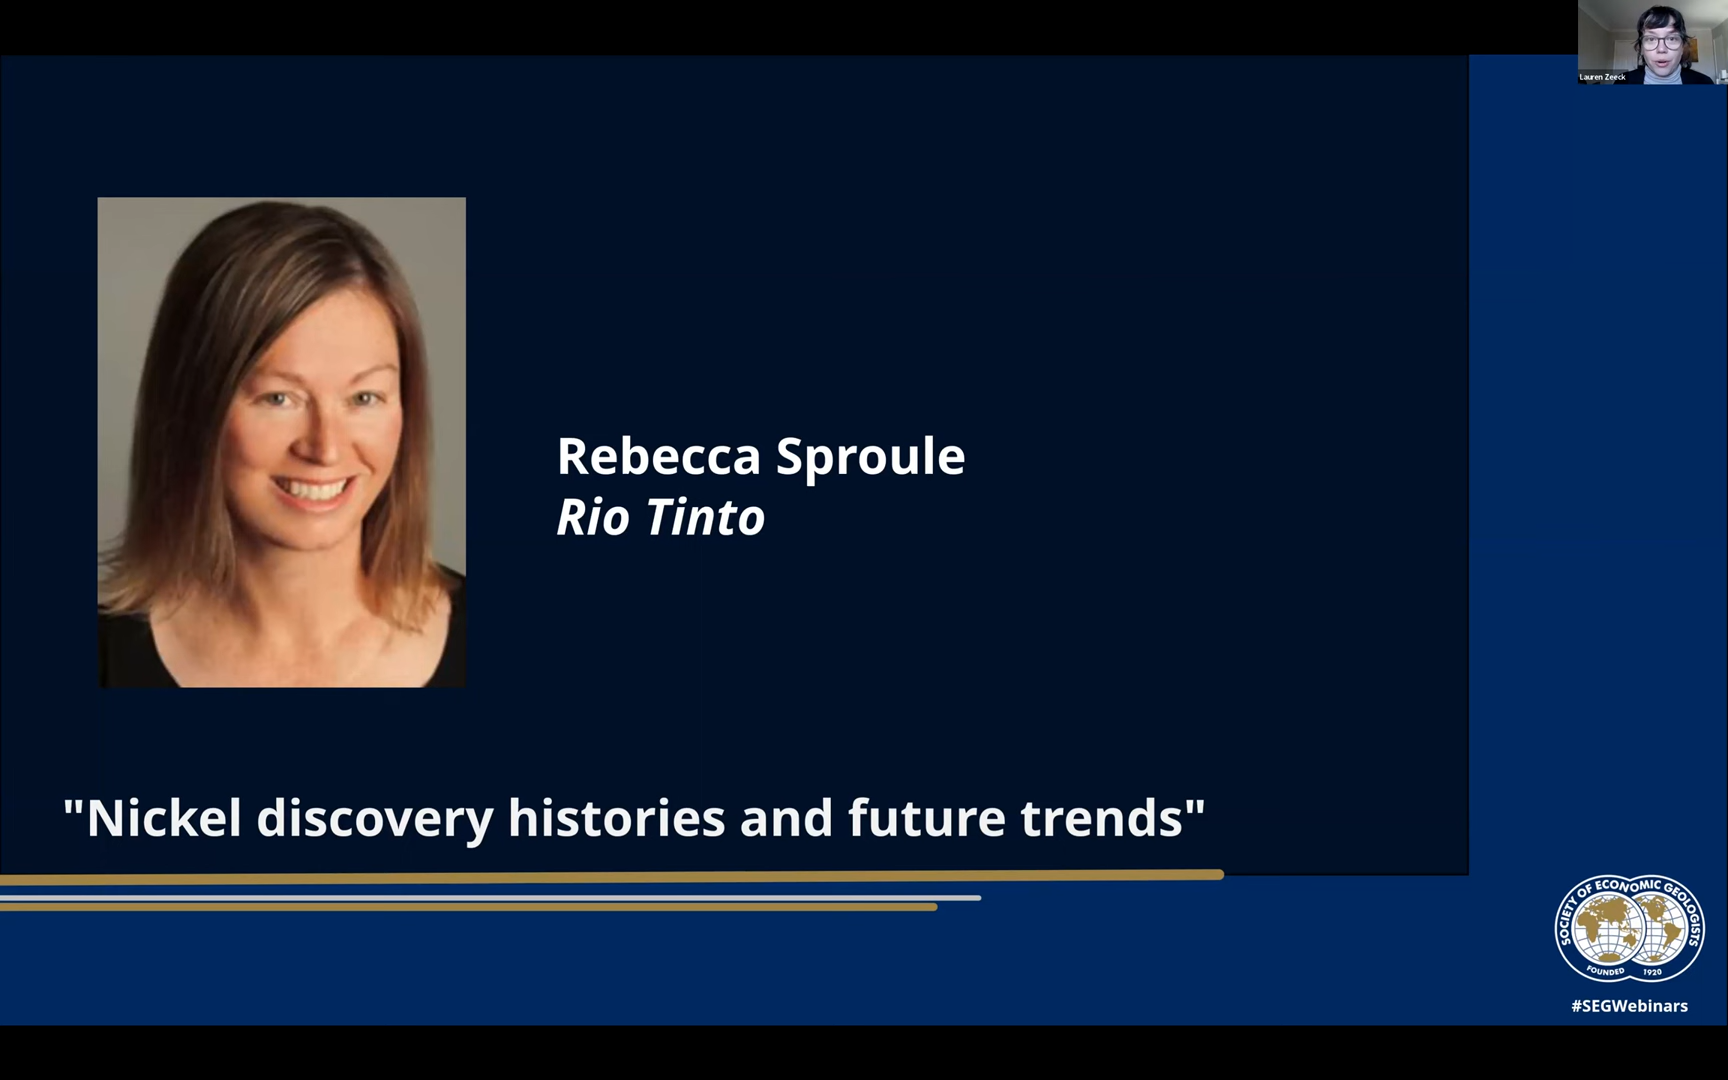 Lauren Zeeck
Rebecca Sproule
Rio Tinto
"Nickel discovery histories and future trends"
SOCIETY OF ECONOMIC GEOLOGISTS
FOUNDED 1920
#SEGWebinars